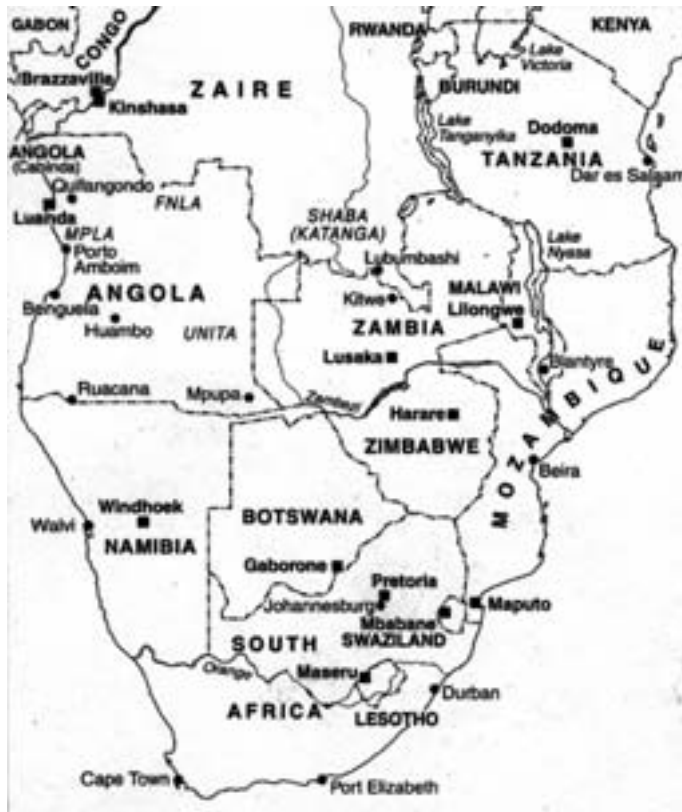 GABON
CONGO
Brazzaville
Kinshasa
ZAIRE
RWANDA
BURUNDI
KENYA
Lake
Victoria
Lake
Tanganyika
Dodoma
TANZANIA
Dar es Salaam
ANGOLA
(Cabinda)
Quifangondo
Luanda
FNLA
MPLA
Porto
Amboim
SHABA
(KATANGA)
Lubumbashi
Lake
Nyasa
Benguela
ANGOLA
Huambo
UNITA
Kitwe
ZAMBIA
MALAWI
Lilongwe
Lusaka
Blantyre
Ruacana
Mpupa
Zambezi
Harare
ZIMBABWE
MOZAMBIQUE
Beira
Windhoek
Walvi
NAMIBIA
BOTSWANA
Gaborone
Pretoria
Johannesburg
Mbabane
SWAZILAND
Maputo
SOUTH
AFRICA
Orange
Maseru
LESOTHO
Durban
Cape Town
Port Elizabeth